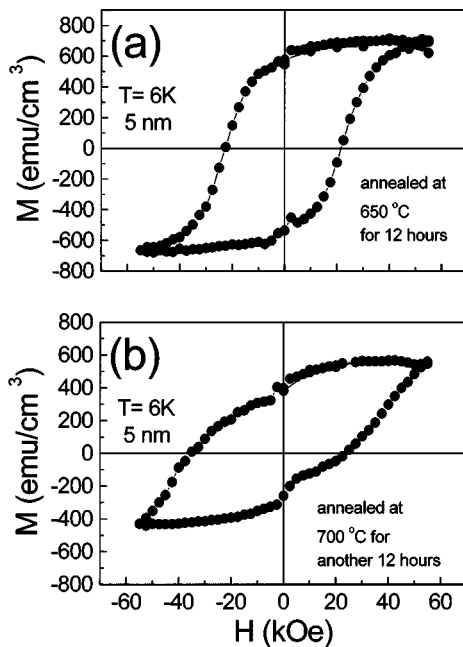 800
600
400
200
0
-200
-400
-600
-800
M (emu/cm³)
(a)
T= 6K
5 nm
annealed at
650 °C
for 12 hours
800
600
400
200
0
-200
-400
-600
-800
M (emu/cm³)
(b)
T= 6K
5 nm
annealed at
700 °C for
another 12 hours
-60 -40 -20 0 20 40 60
H (kOe)